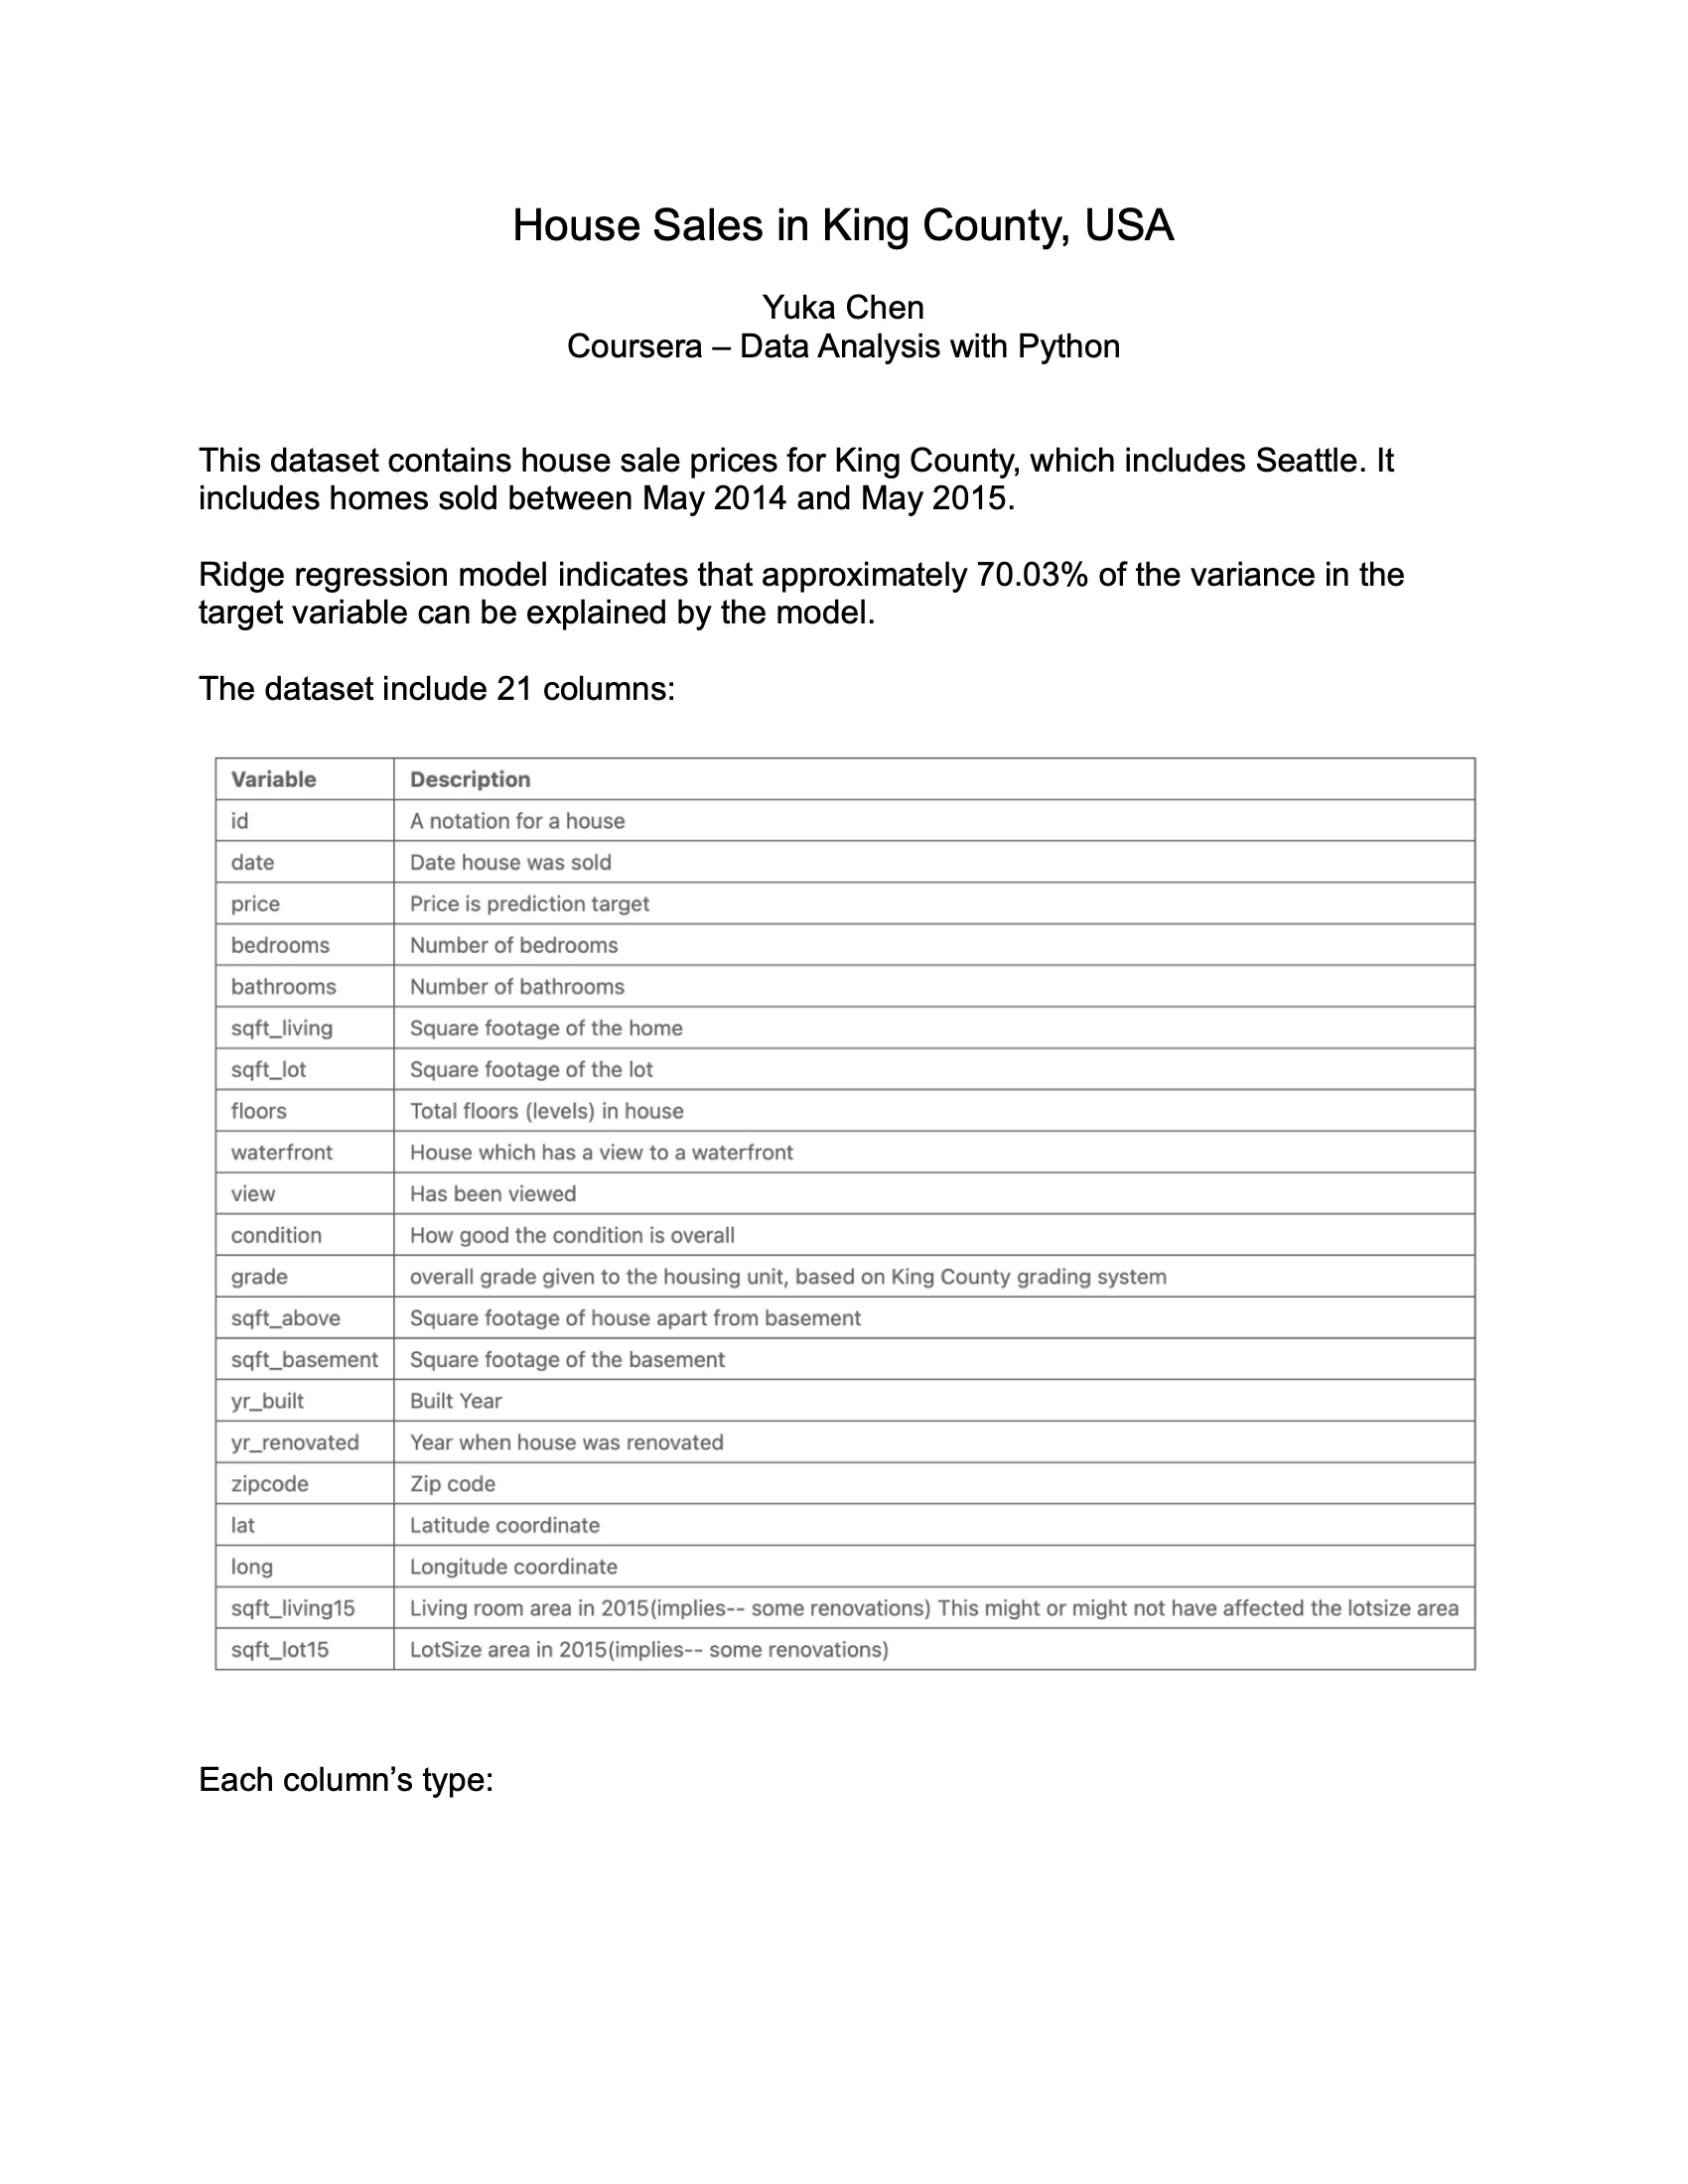 House Sales in King County, USA
Yuka Chen
Coursera – Data Analysis with Python
This dataset contains house sale prices for King County, which includes Seattle. It
includes homes sold between May 2014 and May 2015.
Ridge regression model indicates that approximately 70.03% of the variance in the
target variable can be explained by the model.
The dataset include 21 columns:
Variable Description
id A notation for a house
date Date house was sold
price Price is prediction target
bedrooms Number of bedrooms
bathrooms Number of bathrooms
sqft_living Square footage of the home
sqft_lot Square footage of the lot
floors Total floors (levels) in house
waterfront House which has a view to a waterfront
view Has been viewed
condition How good the condition is overall
grade overall grade given to the housing unit, based on King County grading system
sqft_above Square footage of house apart from basement
sqft_basement Square footage of the basement
yr_built Built Year
yr_renovated Year when house was renovated
zipcode Zip code
lat Latitude coordinate
long Longitude coordinate
sqft_living15 Living room area in 2015(implies-- some renovations) This might or might not have affected the lotsize area
sqft_lot15 LotSize area in 2015(implies-- some renovations)
Each column’s type: